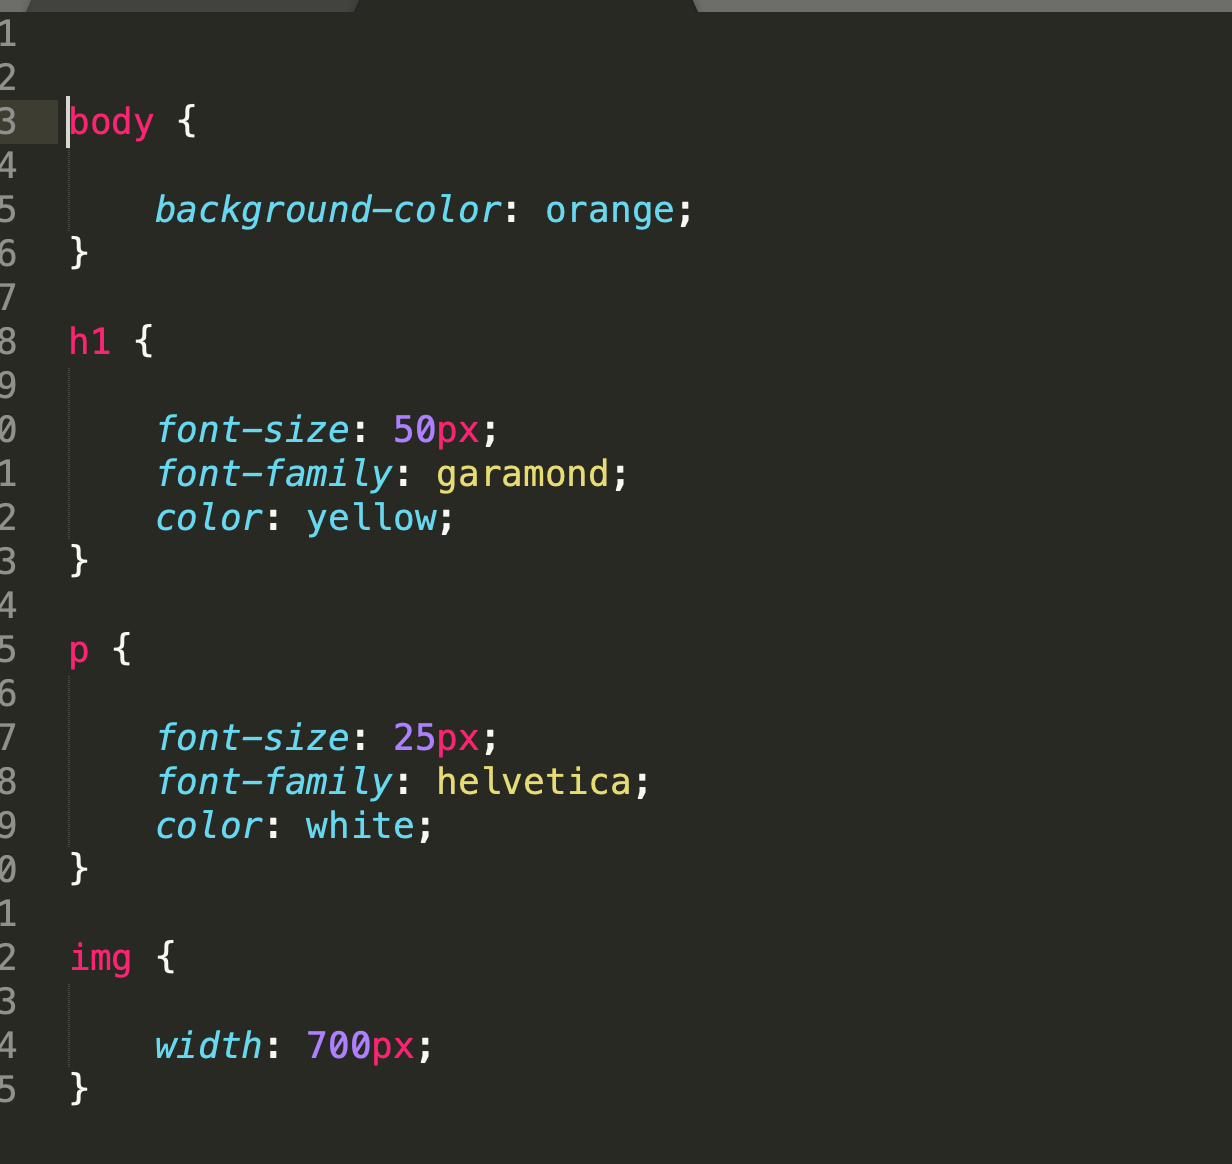 1
2
3 body {
4
5     background-color: orange;
6 }
7
8 h1 {
9
0     font-size: 50px;
1     font-family: garamond;
2     color: yellow;
3 }
4
5 p {
6
7     font-size: 25px;
8     font-family: helvetica;
9     color: white;
0 }
1
2 img {
3
4     width: 700px;
5 }